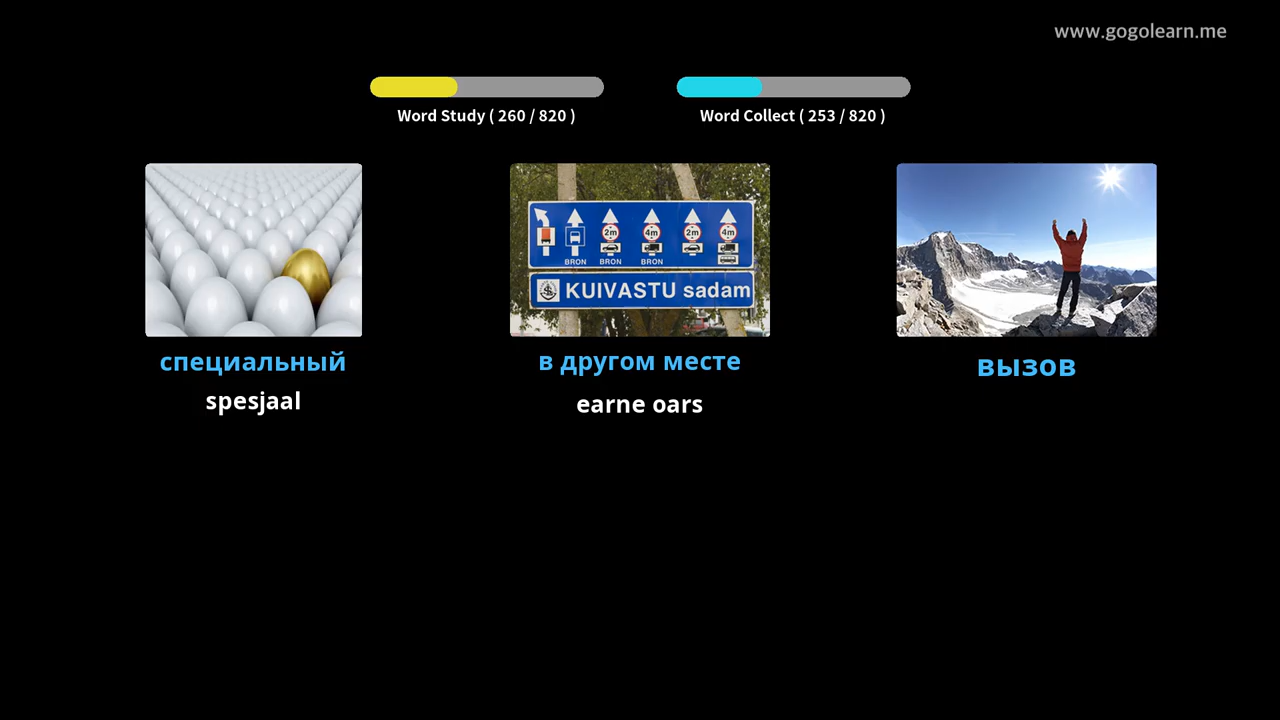 www.gogolearn.me
Word Study ( 260 / 820 )
Word Collect ( 253 / 820 )
2m
4m
2m
4m
BRON
BRON
BRON
KUIVASTU sadam
специальный
в другом месте
вызов
spesjaal
earne oars